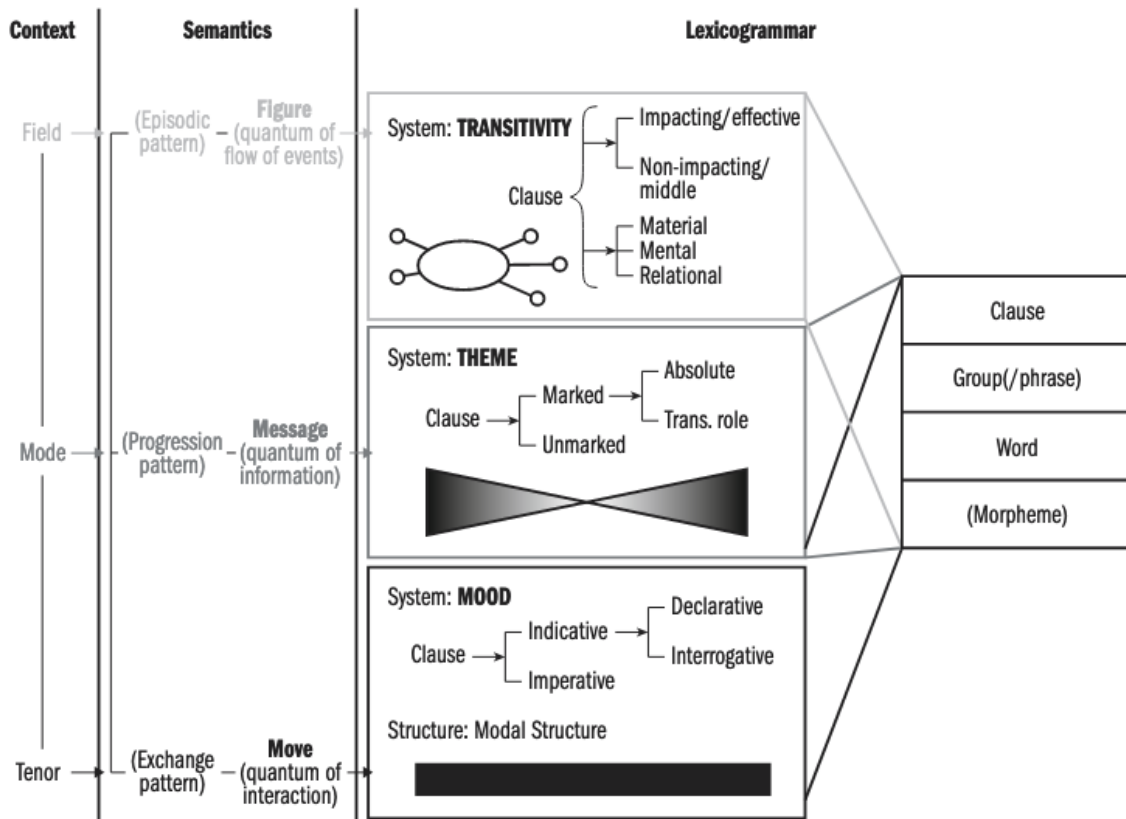 Context
Semantics
Lexicogrammar
Field
(Episodic
pattern)
Figure
(quantum of
flow of events)
System: TRANSITIVITY
Clause
Impacting/effective
Non-impacting/
middle
Material
Mental
Relational
Mode
(Progression
pattern)
Message
(quantum of
information)
System: THEME
Clause
Marked
Unmarked
Absolute
Trans. role
Tenor
(Exchange
pattern)
Move
(quantum of
interaction)
System: MOOD
Clause
Indicative
Imperative
Declarative
Interrogative
Structure: Modal Structure
Clause
Group(/phrase)
Word
(Morpheme)